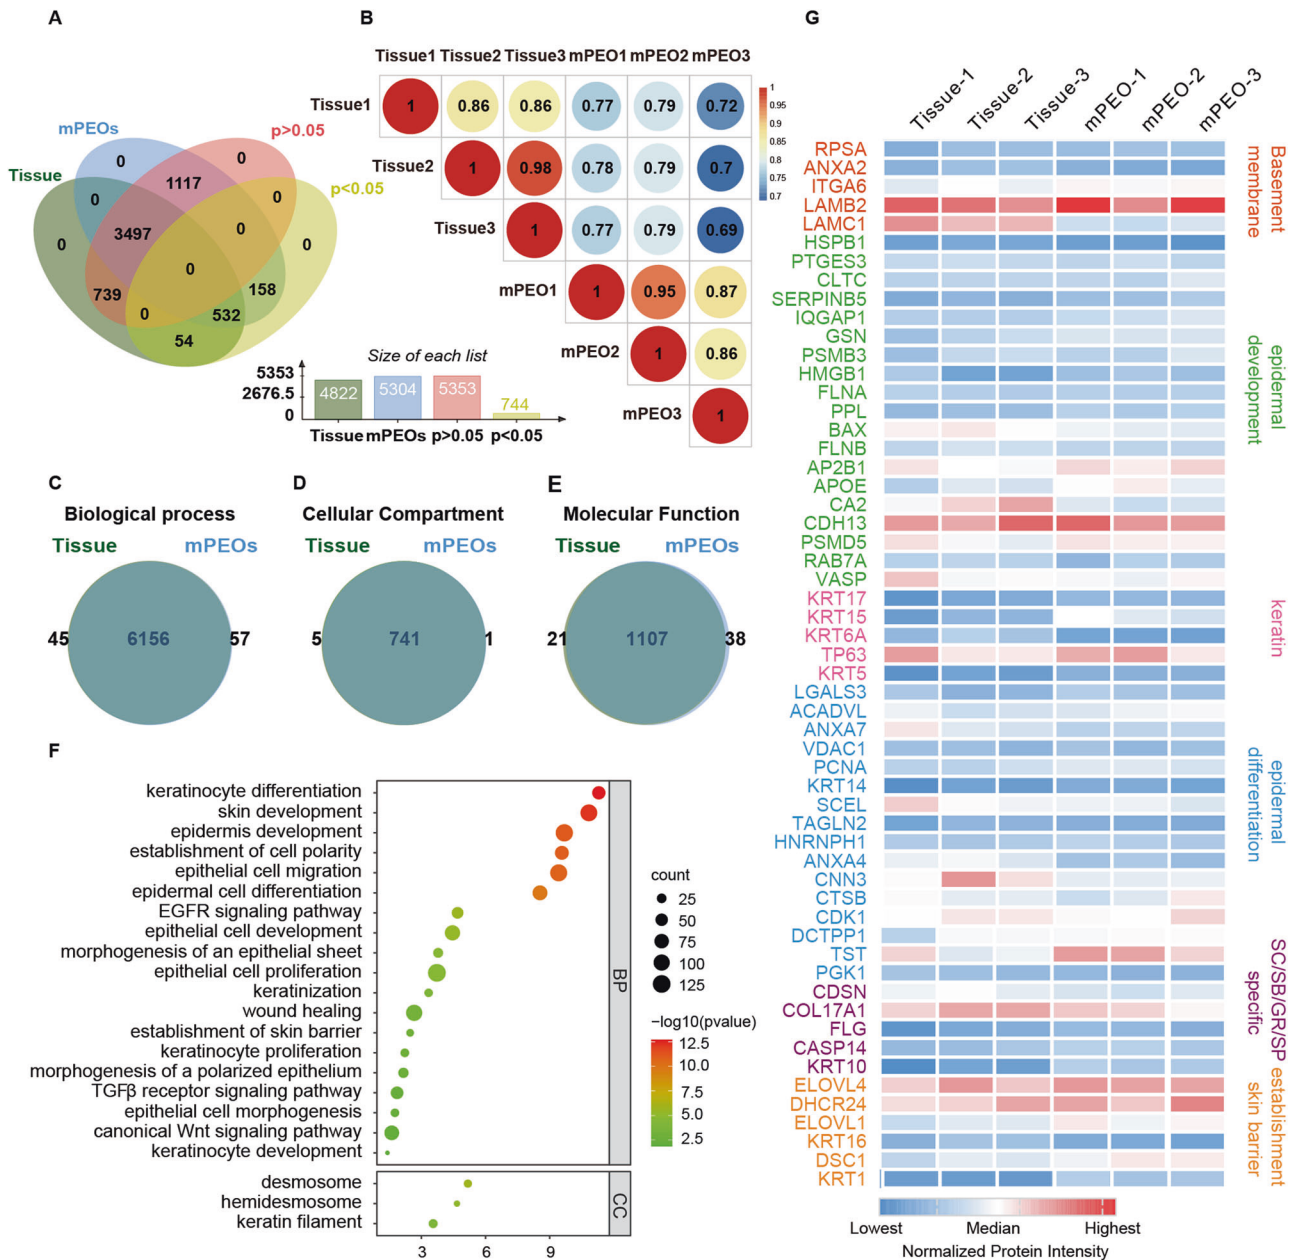 A
mPEOs
p>0.05
Tissue
p<0.05
0
0
0
1117
0
3497
0
0
0
0
739
0
158
532
54
Size of each list
5353
2676.5
0
4822
5304
5353
744
Tissue mPEOs p>0.05 p<0.05
B
Tissue1 Tissue2 Tissue3 mPEO1 mPEO2 mPEO3
Tissue1 1 0.86 0.86 0.77 0.79 0.72
Tissue2 1 0.98 0.78 0.79 0.7
Tissue3 1 0.77 0.79 0.69
mPEO1 1 0.95 0.87
mPEO2 1 0.86
mPEO3 1
1
0.95
0.9
0.85
0.8
0.75
0.7
C
Biological process
Tissue mPEOs
45 6156 57
D
Cellular Compartment
Tissue mPEOs
5 741 1
E
Molecular Function
Tissue mPEOs
21 1107 38
F
keratinocyte differentiation
skin development
epidermis development
establishment of cell polarity
epithelial cell migration
epidermal cell differentiation
EGFR signaling pathway
epithelial cell development
morphogenesis of an epithelial sheet
epithelial cell proliferation
keratinization
wound healing
establishment of skin barrier
keratinocyte proliferation
morphogenesis of a polarized epithelium
TGFβ receptor signaling pathway
epithelial cell morphogenesis
canonical Wnt signaling pathway
keratinocyte development
BP
desmosome
hemidesmosome
keratin filament
CC
3 6 9
count
25
50
75
100
125
−log10(pvalue)
12.5
10.0
7.5
5.0
2.5
G
Tissue-1
Tissue-2
Tissue-3
mPEO-1
mPEO-2
mPEO-3
RPSA
ANXA2
ITGA6
LAMB2
LAMC1
HSPB1
PTGES3
CLTC
SERPINB5
IQGAP1
GSN
PSMB3
HMGB1
FLNA
PPL
BAX
FLNB
AP2B1
APOE
CA2
CDH13
PSMD5
RAB7A
VASP
KRT17
KRT15
KRT6A
TP63
KRT5
LGALS3
ACADVL
ANXA7
VDAC1
PCNA
KRT14
SCEL
TAGLN2
HNRNPH1
ANXA4
CNN3
CTSB
CDK1
DCTPP1
TST
PGK1
CDSN
COL17A1
FLG
CASP14
KRT10
ELOVL4
DHCR24
ELOVL1
KRT16
DSC1
KRT1
Basement
membrane
epidermal
development
keratin
epidermal
differentiation
SC/SB/GR/SP
specific
establishment
skin barrier
Lowest Median Highest
Normalized Protein Intensity